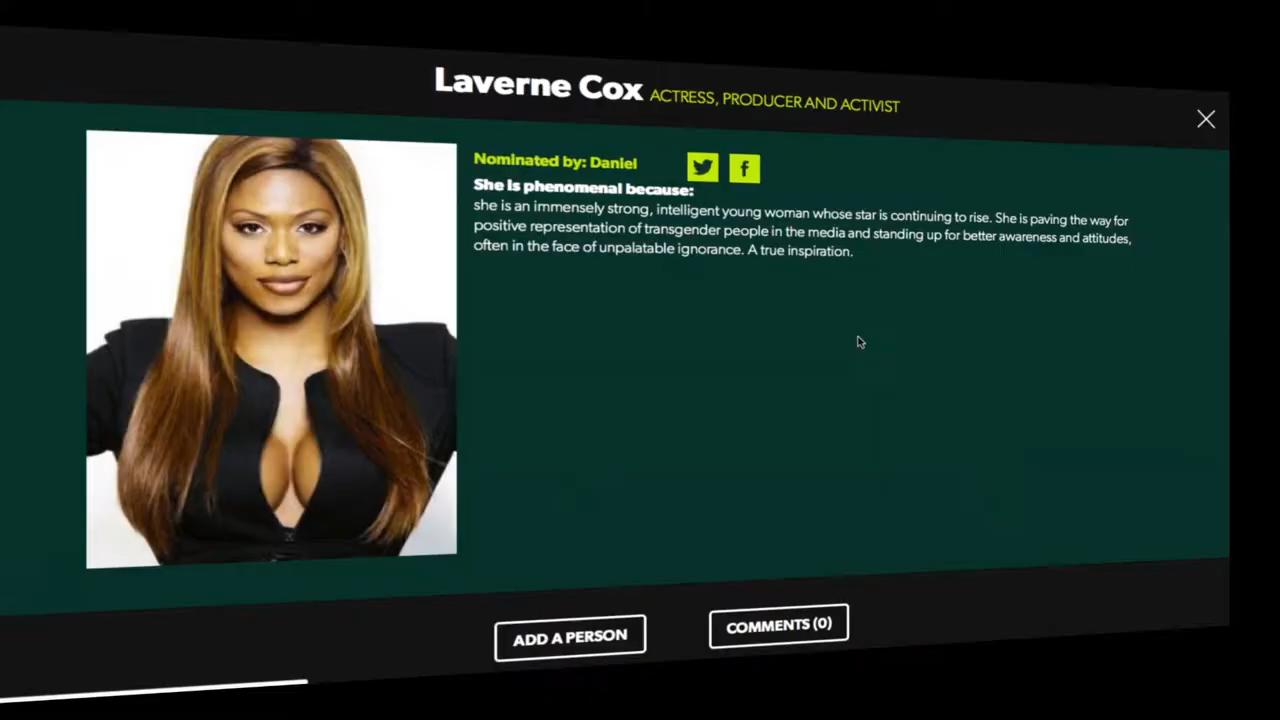 Laverne Cox ACTRESS, PRODUCER AND ACTIVIST
Nominated by: Daniel
She is phenomenal because:
she is an immensely strong, intelligent young woman whose star is continuing to rise. She is paving the way for
positive representation of transgender people in the media and standing up for better awareness and attitudes,
often in the face of unpalatable ignorance. A true inspiration.
ADD A PERSON
COMMENTS (0)